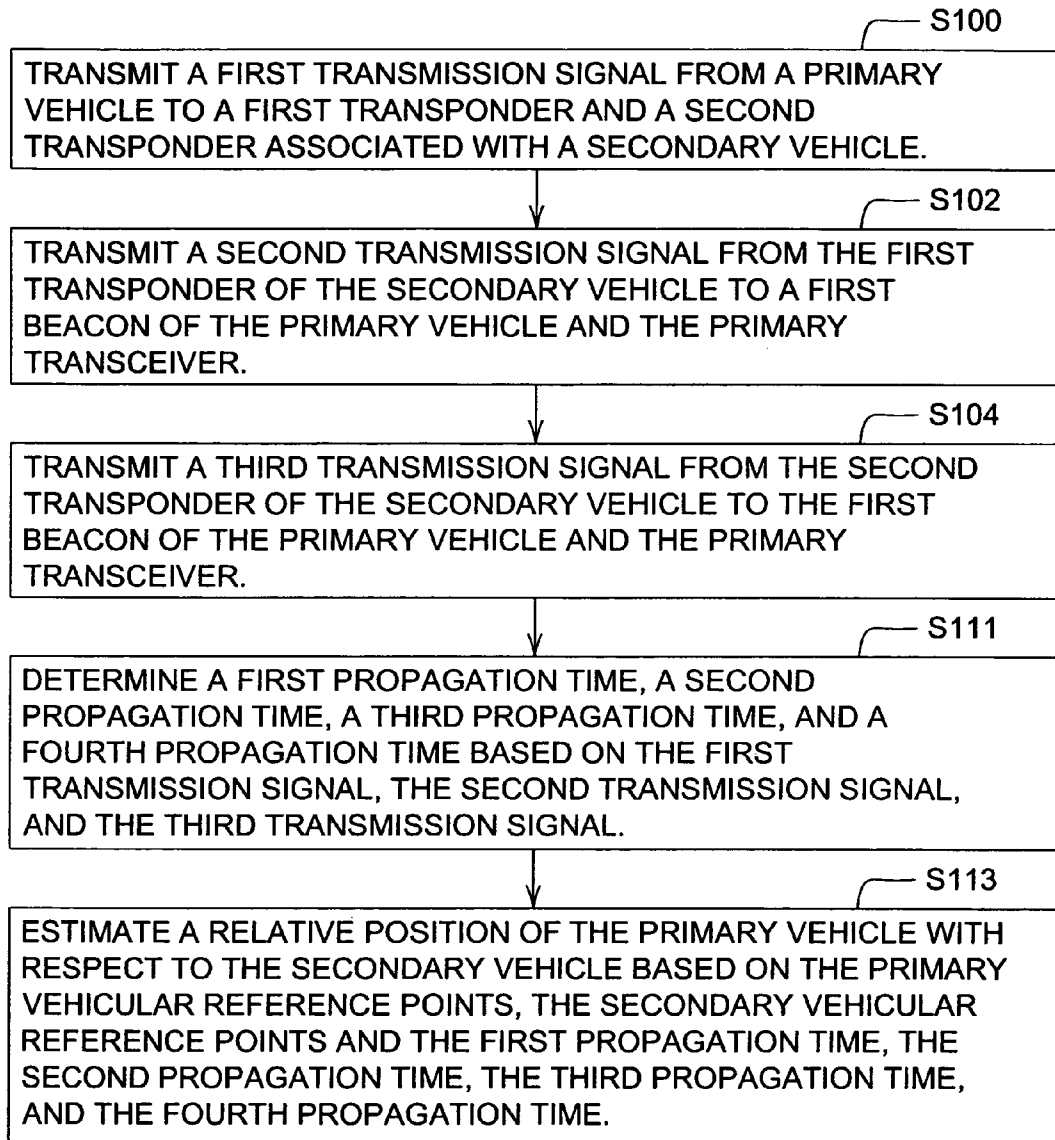 S100
TRANSMIT A FIRST TRANSMISSION SIGNAL FROM A PRIMARY
VEHICLE TO A FIRST TRANSPONDER AND A SECOND
TRANSPONDER ASSOCIATED WITH A SECONDARY VEHICLE.
S102
TRANSMIT A SECOND TRANSMISSION SIGNAL FROM THE FIRST
TRANSPONDER OF THE SECONDARY VEHICLE TO A FIRST
BEACON OF THE PRIMARY VEHICLE AND THE PRIMARY
TRANSCEIVER.
S104
TRANSMIT A THIRD TRANSMISSION SIGNAL FROM THE SECOND
TRANSPONDER OF THE SECONDARY VEHICLE TO THE FIRST
BEACON OF THE PRIMARY VEHICLE AND THE PRIMARY
TRANSCEIVER.
S111
DETERMINE A FIRST PROPAGATION TIME, A SECOND
PROPAGATION TIME, A THIRD PROPAGATION TIME, AND A
FOURTH PROPAGATION TIME BASED ON THE FIRST
TRANSMISSION SIGNAL, THE SECOND TRANSMISSION SIGNAL,
AND THE THIRD TRANSMISSION SIGNAL.
S113
ESTIMATE A RELATIVE POSITION OF THE PRIMARY VEHICLE WITH
RESPECT TO THE SECONDARY VEHICLE BASED ON THE PRIMARY
VEHICULAR REFERENCE POINTS, THE SECONDARY VEHICULAR
REFERENCE POINTS AND THE FIRST PROPAGATION TIME, THE
SECOND PROPAGATION TIME, THE THIRD PROPAGATION TIME,
AND THE FOURTH PROPAGATION TIME.